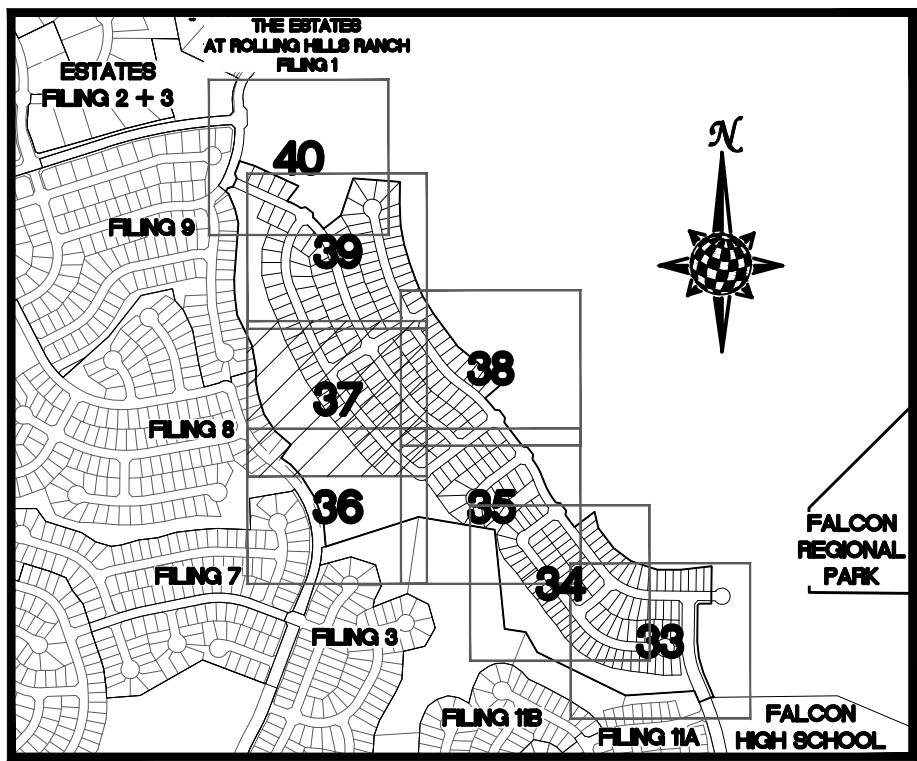 THE ESTATES
AT ROLLING HILLS RANCH
FILING 1
ESTATES
FILING 2 + 3
N
40
FILING 9
39
38
37
FILING 8
36
35
FALCON
REGIONAL
PARK
FILING 7
34
FILING 3
33
FILING 11B
FILING 11A
FALCON
HIGH SCHOOL